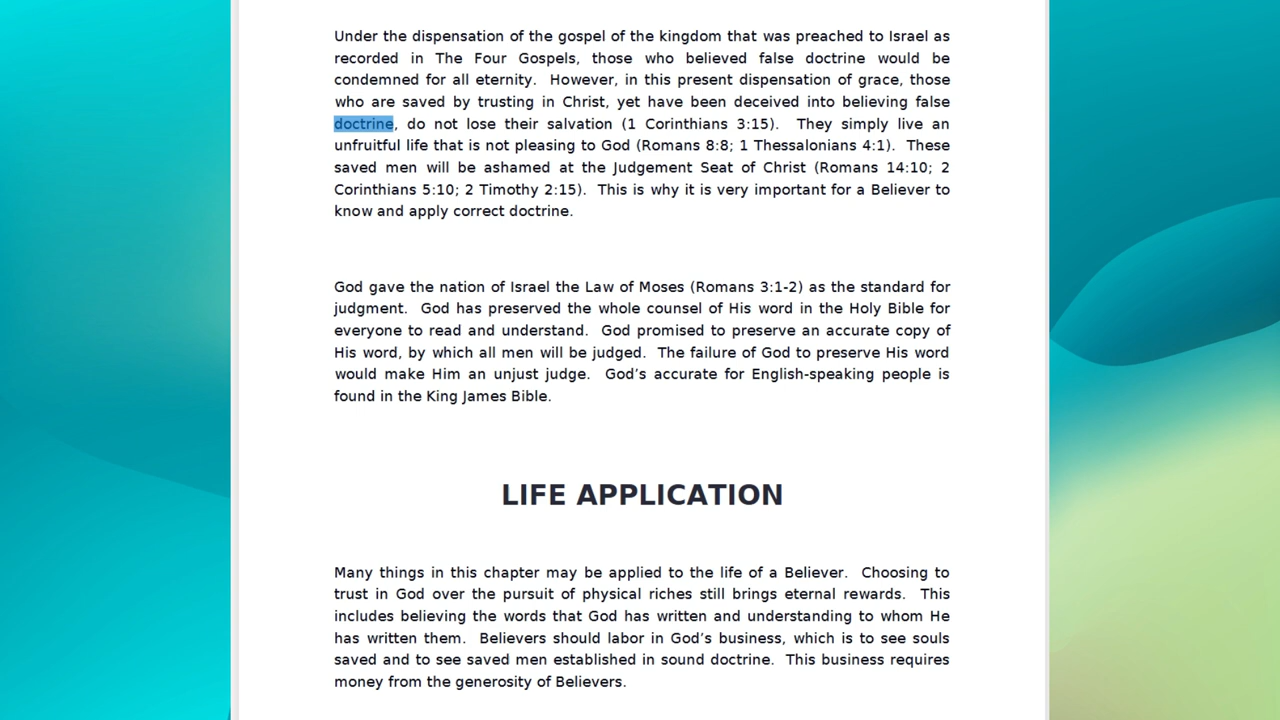 Under the dispensation of the gospel of the kingdom that was preached to Israel as
recorded in The Four Gospels, those who believed false doctrine would be
condemned for all eternity.  However, in this present dispensation of grace, those
who are saved by trusting in Christ, yet have been deceived into believing false
doctrine, do not lose their salvation (1 Corinthians 3:15).  They simply live an
unfruitful life that is not pleasing to God (Romans 8:8; 1 Thessalonians 4:1).  These
saved men will be ashamed at the Judgement Seat of Christ (Romans 14:10; 2
Corinthians 5:10; 2 Timothy 2:15).  This is why it is very important for a Believer to
know and apply correct doctrine.
God gave the nation of Israel the Law of Moses (Romans 3:1-2) as the standard for
judgment.  God has preserved the whole counsel of His word in the Holy Bible for
everyone to read and understand.  God promised to preserve an accurate copy of
His word, by which all men will be judged.  The failure of God to preserve His word
would make Him an unjust judge.  God’s accurate for English-speaking people is
found in the King James Bible.
LIFE APPLICATION
Many things in this chapter may be applied to the life of a Believer.  Choosing to
trust in God over the pursuit of physical riches still brings eternal rewards.  This
includes believing the words that God has written and understanding to whom He
has written them.  Believers should labor in God’s business, which is to see souls
saved and to see saved men established in sound doctrine.  This business requires
money from the generosity of Believers.